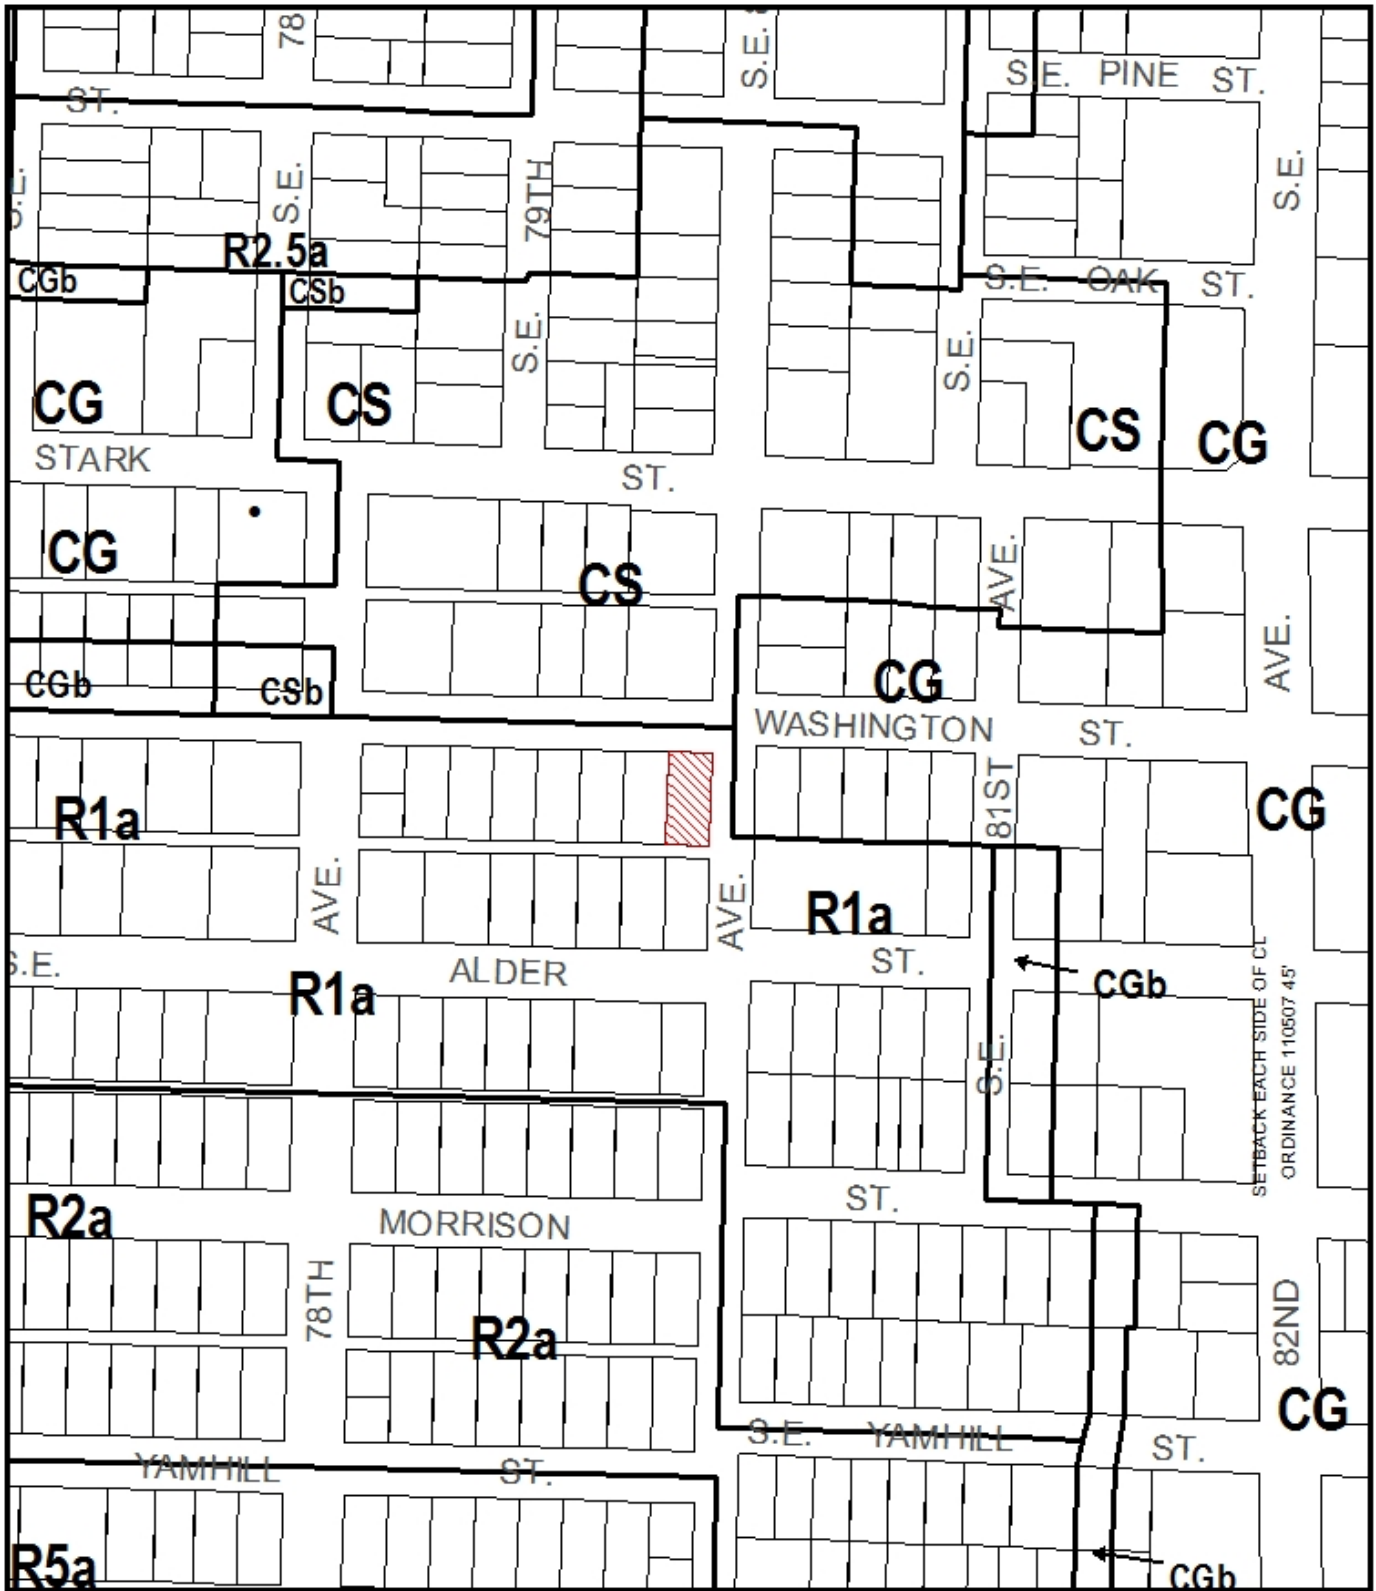 78
S.E.
S.E. PINE ST.
ST.
S.E.
S.E.
79TH
S.E.
R2.5a
CGb
CSb
S.E. OAK ST.
S.E.
S.E.
CG
CS
CS
CG
STARK
ST.
CG
CS
AVE.
AVE.
CGb
CSb
CG
WASHINGTON ST.
81ST
R1a
CG
AVE.
AVE.
R1a
S.E.
ALDER
ST.
R1a
CGb
SETBACK EACH SIDE OF CL
ORDINANCE 110507 45'
S.E.
R2a
MORRISON
ST.
78TH
R2a
82ND
CG
S.E. YAMHILL ST.
YAMHILL
ST.
R5a
CGb